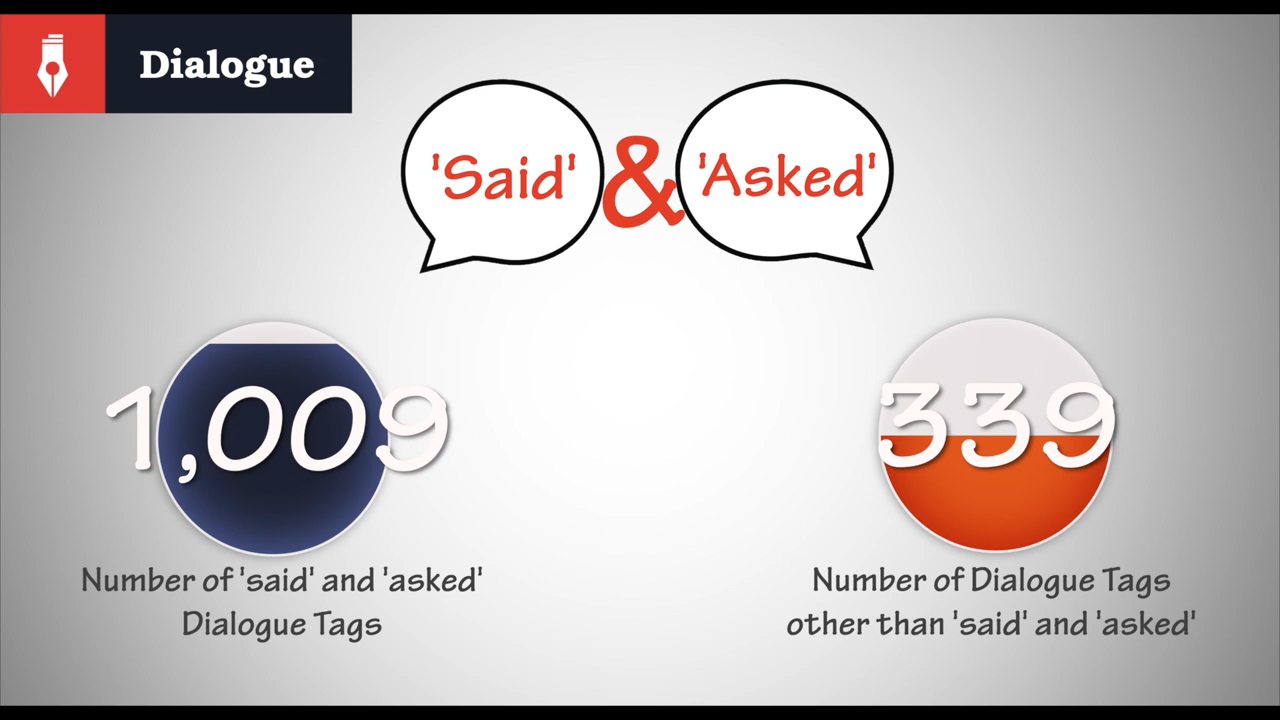 Dialogue
'Said' & 'Asked'
1,009
339
Number of 'said' and 'asked'
Dialogue Tags
Number of Dialogue Tags
other than 'said' and 'asked'